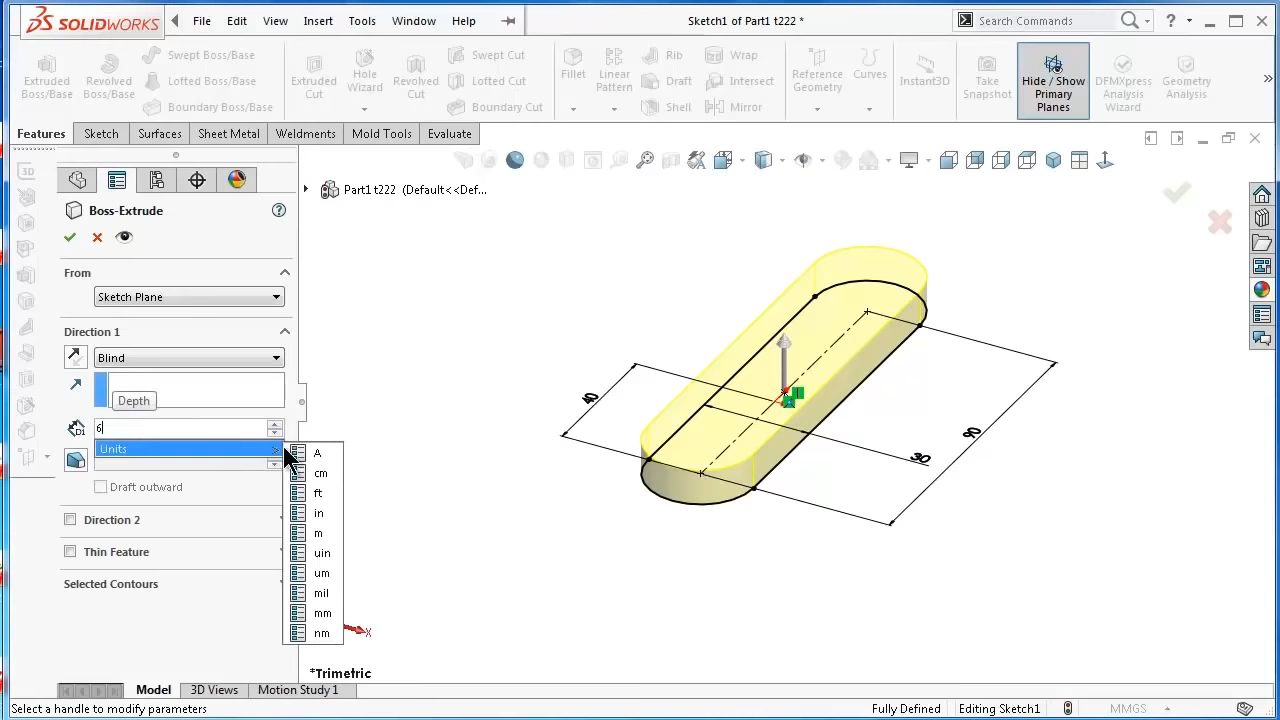 SOLIDWORKS
File Edit View Insert Tools Window Help
Sketch1 of Part1 t222 *
Search Commands
Extruded Boss/Base
Revolved Boss/Base
Swept Boss/Base
Lofted Boss/Base
Boundary Boss/Base
Extruded Cut
Hole Wizard
Revolved Cut
Swept Cut
Lofted Cut
Boundary Cut
Fillet
Linear Pattern
Rib
Draft
Shell
Wrap
Intersect
Mirror
Reference Geometry
Curves
Instant3D
Take Snapshot
Hide / Show Primary Planes
DFMXpress Analysis Wizard
Geometry Analysis
Features Sketch Surfaces Sheet Metal Weldments Mold Tools Evaluate
Part1 t222 (Default<<Def...
Boss-Extrude
From
Sketch Plane
Direction 1
Blind
Depth
6
Units >
A
cm
ft
in
m
uin
um
mil
mm
nm
Draft outward
Direction 2
Thin Feature
Selected Contours
40
30
90
X
*Trimetric
Model 3D Views Motion Study 1
Select a handle to modify parameters
Fully Defined
Editing Sketch1
MMGS